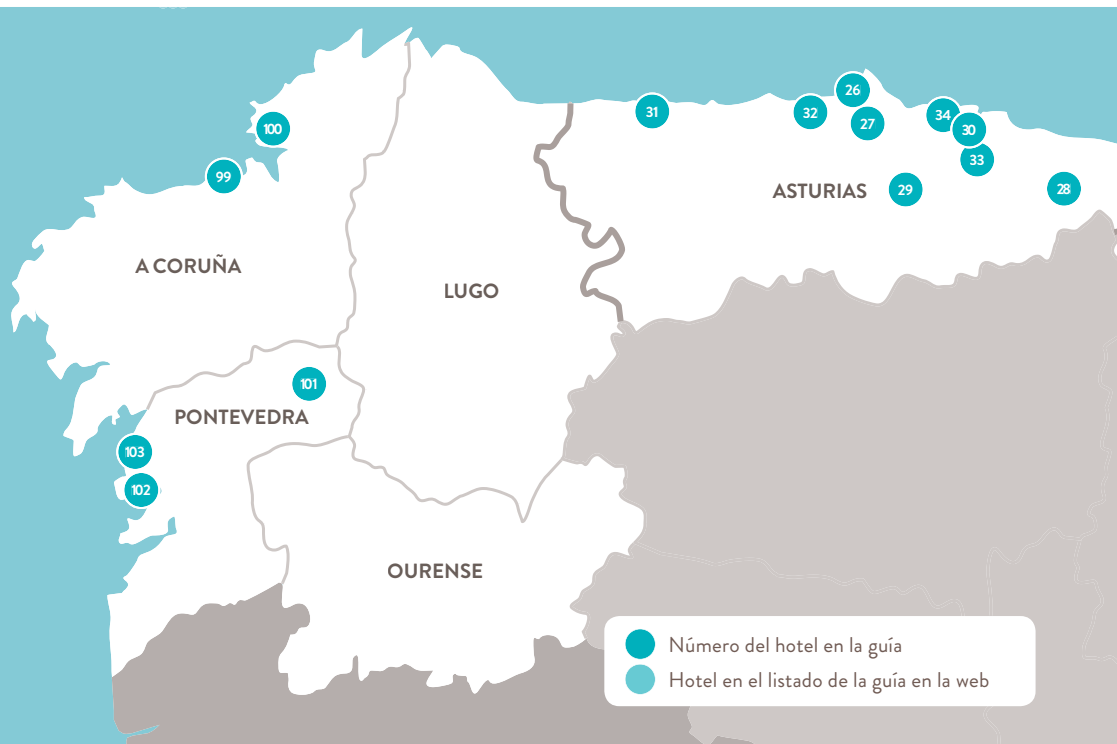 26
31
32
34
27
100
30
33
99
28
29
ASTURIAS
A CORUÑA
LUGO
101
PONTEVEDRA
103
102
OURENSE
Número del hotel en la guía
Hotel en el listado de la guía en la web